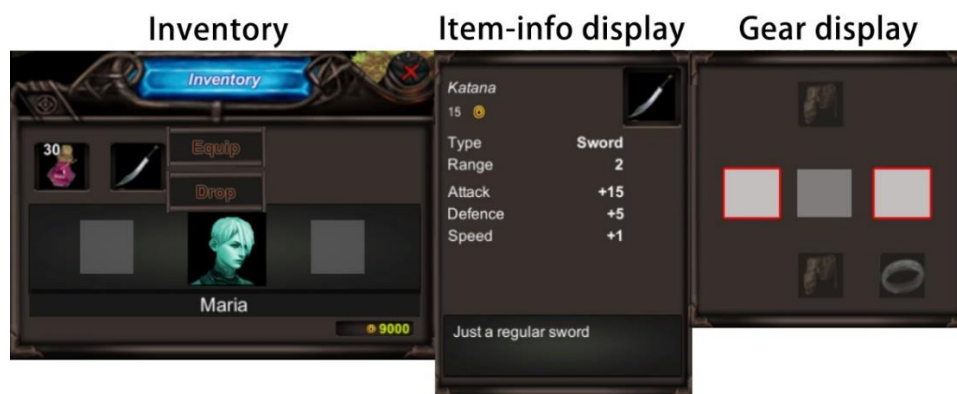 Inventory
Item-info display
Gear display
Inventory
30
Equip
Drop
Maria
9000
Katana
15
Type Sword
Range 2
Attack +15
Defence +5
Speed +1
Just a regular sword